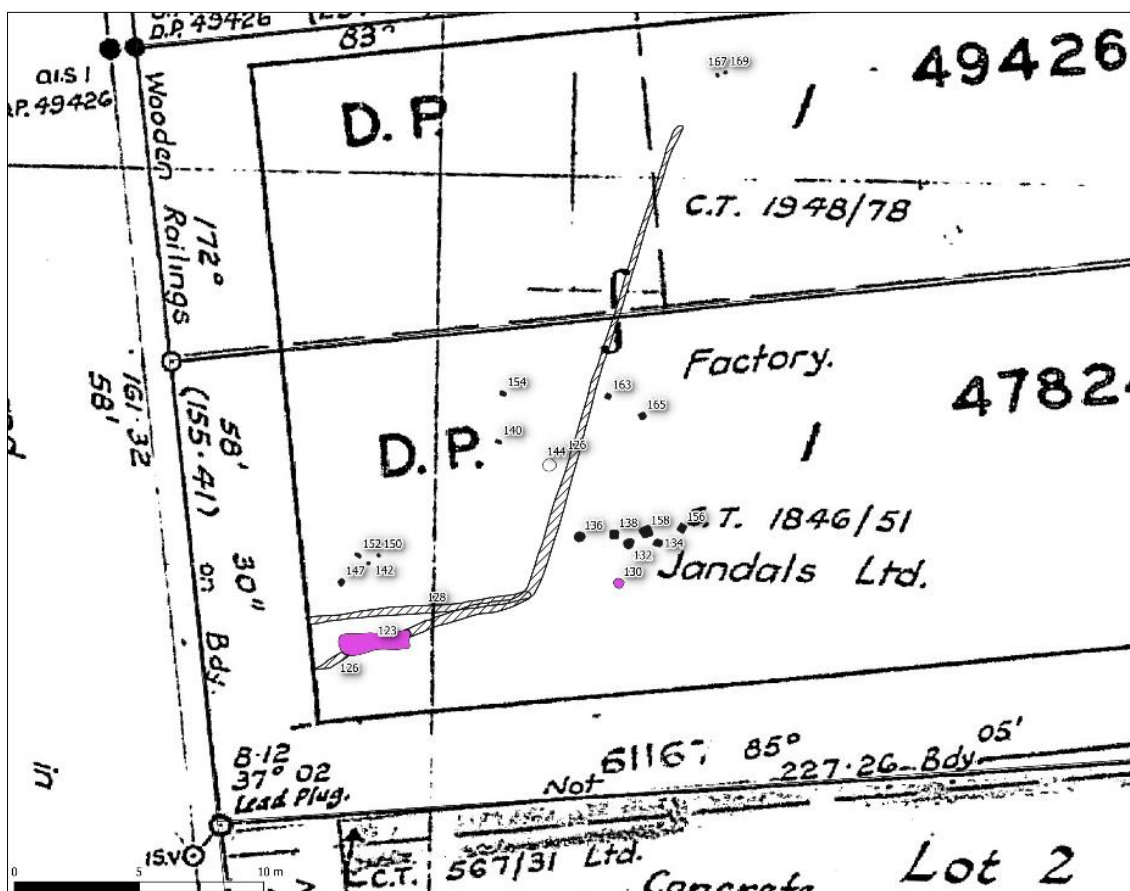 D.P. 49426
83°
O.I.S 1
D.P. 49426
Wooden Railings
172°
D. P.
167 169
1
49426
C.T. 1948/78
Factory.
161·32
58'
58'
(155·41)
30"
on Bdy.
154
163
165
D. P.
140
144 126
1
4782
136 138 158 156
132 134
C.T. 1846/51
130
Jandals Ltd.
152 150
147 142
128
123
126
in
8·12
37° 02
Lead Plug.
Not
61167
85°
05'
227·26 Bdy.
I.S.V
C.T. 567/31 Ltd.
Concrete
Lot 2
0 5 10 m